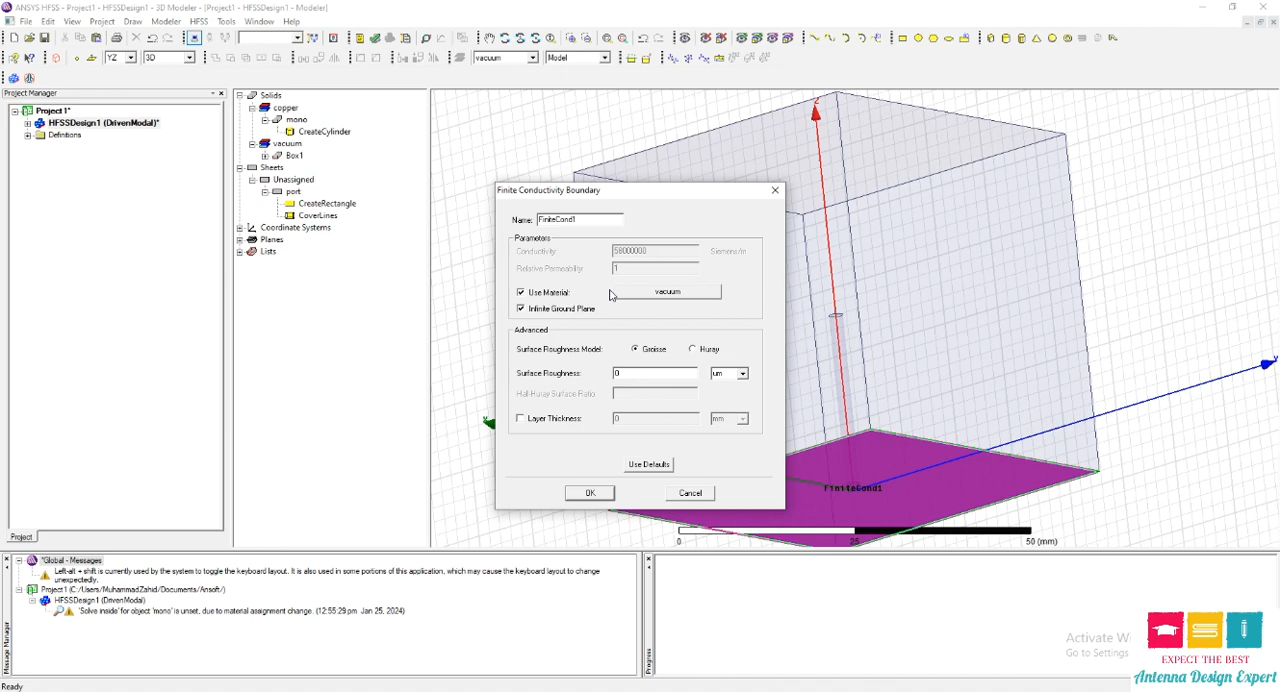 ANSYS HFSS - Project1 - HFSSDesign1 - 3D Modeler - [Project1 - HFSSDesign1 - Modeler]
File Edit View Project Draw Modeler HFSS Tools Window Help
YZ 3D vacuum Model
Project Manager
Project1*
HFSSDesign1 (DrivenModal)*
Definitions
Project
Solids
copper
mono
CreateCylinder
vacuum
Box1
Sheets
Unassigned
port
CreateRectangle
CoverLines
Coordinate Systems
Planes
Lists
Z
Finite Conductivity Boundary
Name: FiniteCond1
Parameters
Conductivity: 58000000 Siemens/m
Relative Permeability: 1
Use Material: vacuum
Infinite Ground Plane
Advanced
Surface Roughness Model: Groisse Huray
Surface Roughness: 0 um
Hall-Huray Surface Ratio
Layer Thickness: 0 mm
Use Defaults
OK Cancel
FiniteCond1
0 25 50 (mm)
*Global - Messages
Left-alt + shift is currently used by the system to toggle the keyboard layout. It is also used in some portions of this application, which may cause the keyboard layout to change
unexpectedly.
Project1 (C:/Users/MuhammadZahid/Documents/Ansoft/)
HFSSDesign1 (DrivenModal)
'Solve inside' for object 'mono' is unset, due to material assignment change. (12:55:29 pm Jan 25, 2024)
Message Manager
Progress
Activate Wi
Go to Settings
EXPECT THE BEST
Antenna Design Expert
Ready